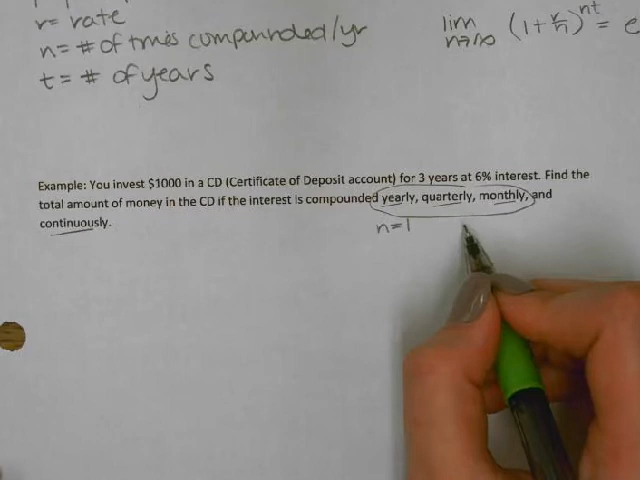 r= rate
n= # of times compounded/yr
t= # of years
lim (1+r/n)^nt = e
n→∞
Example: You invest $1000 in a CD (Certificate of Deposit account) for 3 years at 6% interest. Find the
total amount of money in the CD if the interest is compounded yearly, quarterly, monthly, and
continuously.
n=1